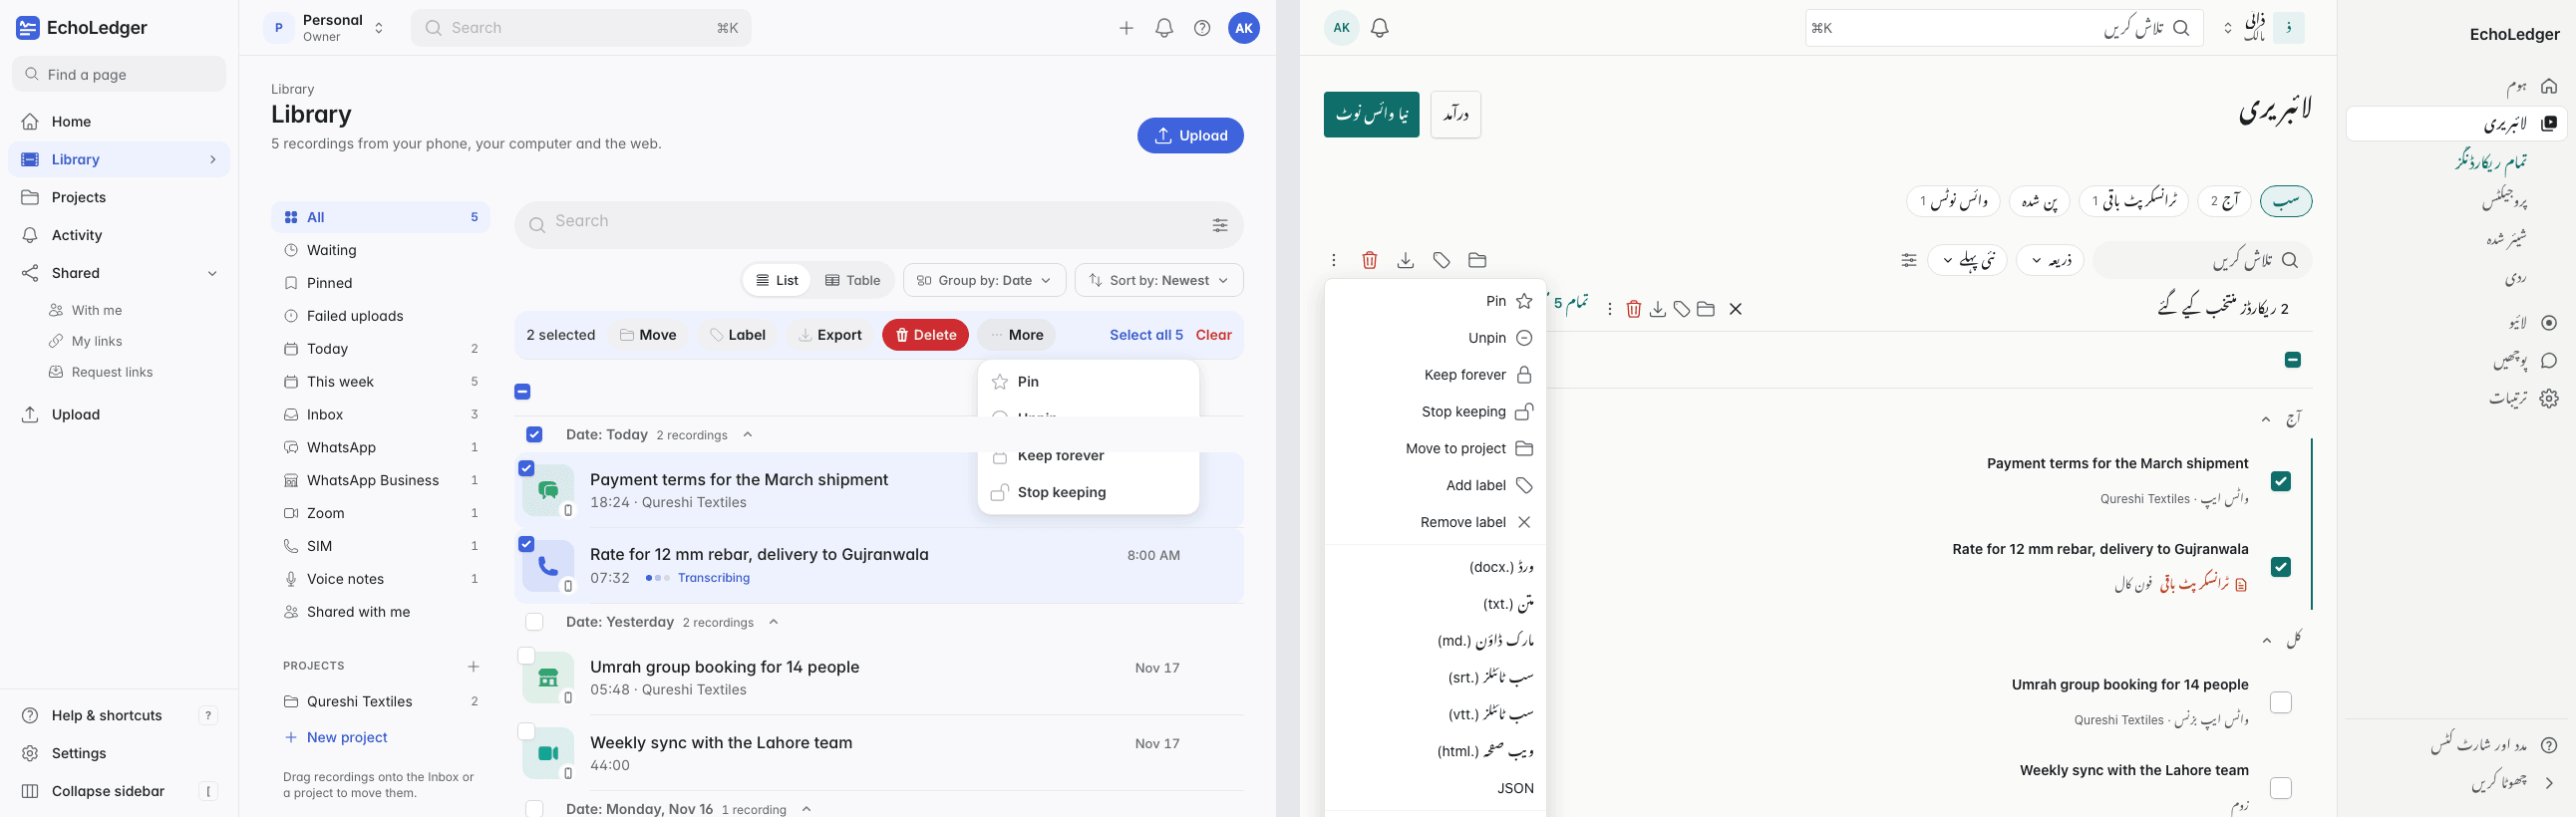 EchoLedger
Find a page
Home
Library
Projects
Activity
Shared
With me
My links
Request links
Upload
Help & shortcuts ?
Settings
Collapse sidebar [
P Personal
Owner
Search ⌘K
AK
Library
Library
5 recordings from your phone, your computer and the web.
Upload
All 5
Waiting
Pinned
Failed uploads
Today 2
This week 5
Inbox 3
WhatsApp 1
WhatsApp Business 1
Zoom 1
SIM 1
Voice notes 1
Shared with me
PROJECTS
Qureshi Textiles 2
New project
Drag recordings onto the Inbox or
a project to move them.
Search
List Table Group by: Date Sort by: Newest
2 selected Move Label Export Delete More Select all 5 Clear
Pin
Unpin
Keep forever
Stop keeping
Date: Today 2 recordings
Payment terms for the March shipment
18:24 · Qureshi Textiles
Rate for 12 mm rebar, delivery to Gujranwala 8:00 AM
07:32 Transcribing
Date: Yesterday 2 recordings
Umrah group booking for 14 people Nov 17
05:48 · Qureshi Textiles
Weekly sync with the Lahore team Nov 17
44:00
Date: Monday, Nov 16 1 recording
EchoLedger
ہوم
لائبریری
تمام ریکارڈنگز
پروجیکٹس
شیئر شدہ
ردی
لائیو
پوچھیں
ترتیبات
مدد اور شارٹ کٹس
چھوٹا کریں
ذ ذاتی
مالک
تلاش کریں ⌘K
AK
لائبریری
درآمد
نیا وائس نوٹ
سب
آج 2
ٹرانسکرپٹ باقی 1
پن شدہ
وائس نوٹس 1
تلاش کریں
ذریعہ
نئی پہلے
2 ریکارڈز منتخب کیے گئے
تمام 5
Pin
Unpin
Keep forever
Stop keeping
Move to project
Add label
Remove label
ورڈ (.docx)
متن (.txt)
مارک ڈاؤن (.md)
سب ٹائٹلز (.srt)
سب ٹائٹلز (.vtt)
ویب صفحہ (.html)
JSON
آج
Payment terms for the March shipment
واٹس ایپ · Qureshi Textiles
Rate for 12 mm rebar, delivery to Gujranwala
ٹرانسکرپٹ باقی فون کال
کل
Umrah group booking for 14 people
واٹس ایپ بزنس · Qureshi Textiles
Weekly sync with the Lahore team
زوم